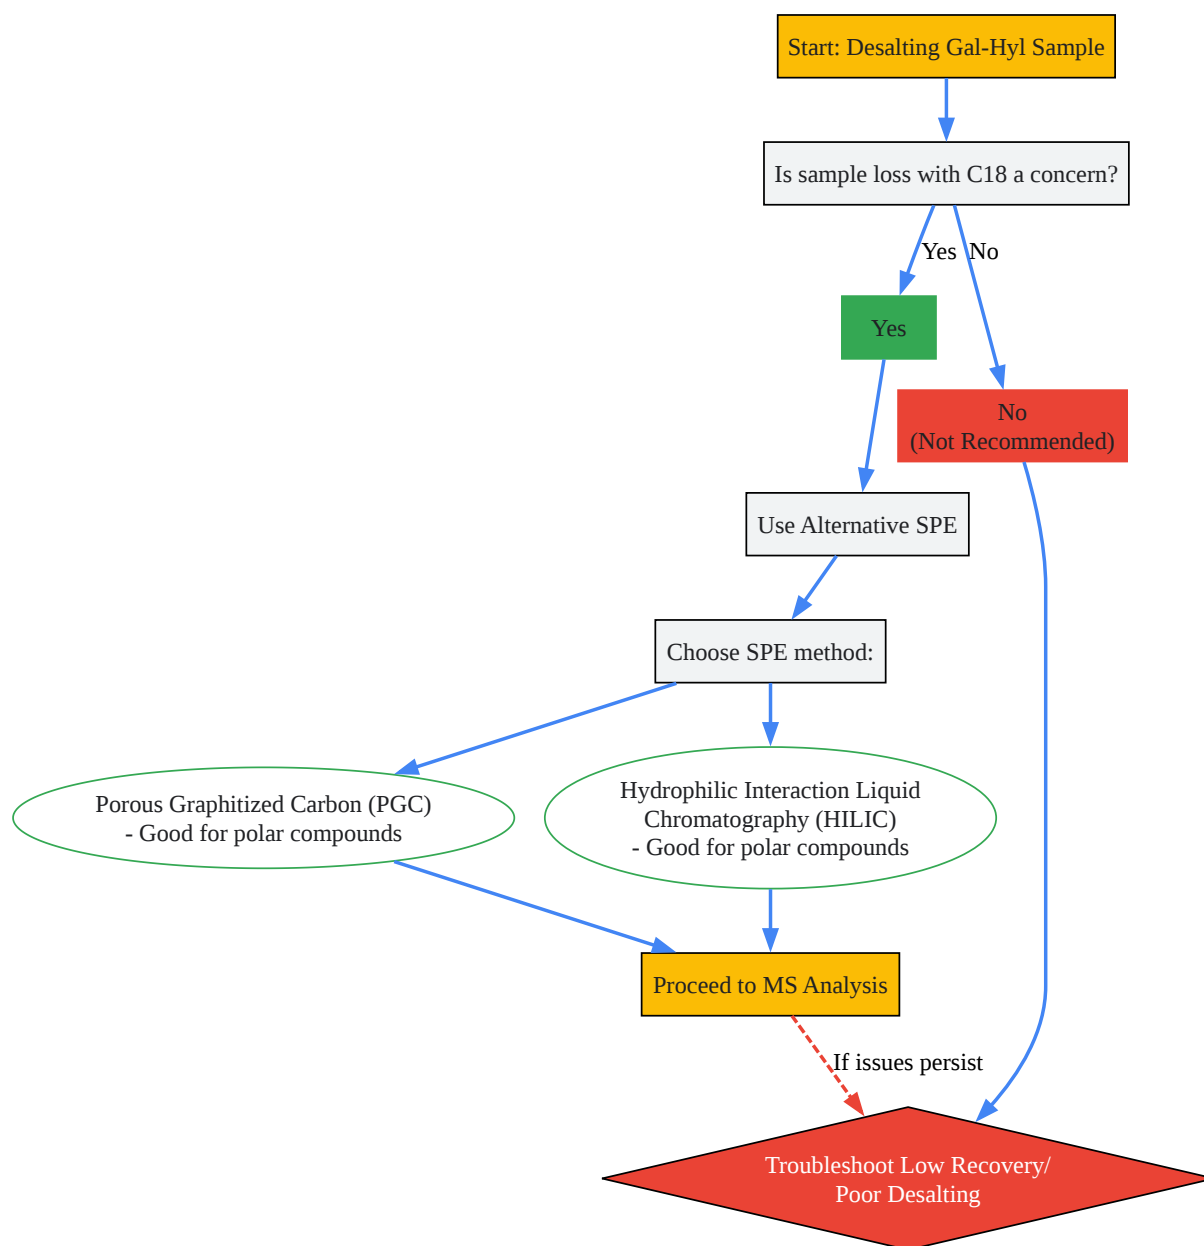 Start: Desalting Gal-Hyl Sample
Is sample loss with C18 a concern?
Yes
No
Yes
No
(Not Recommended)
Use Alternative SPE
Choose SPE method:
Porous Graphitized Carbon (PGC)
- Good for polar compounds
Hydrophilic Interaction Liquid
Chromatography (HILIC)
- Good for polar compounds
Proceed to MS Analysis
If issues persist
Troubleshoot Low Recovery/
Poor Desalting